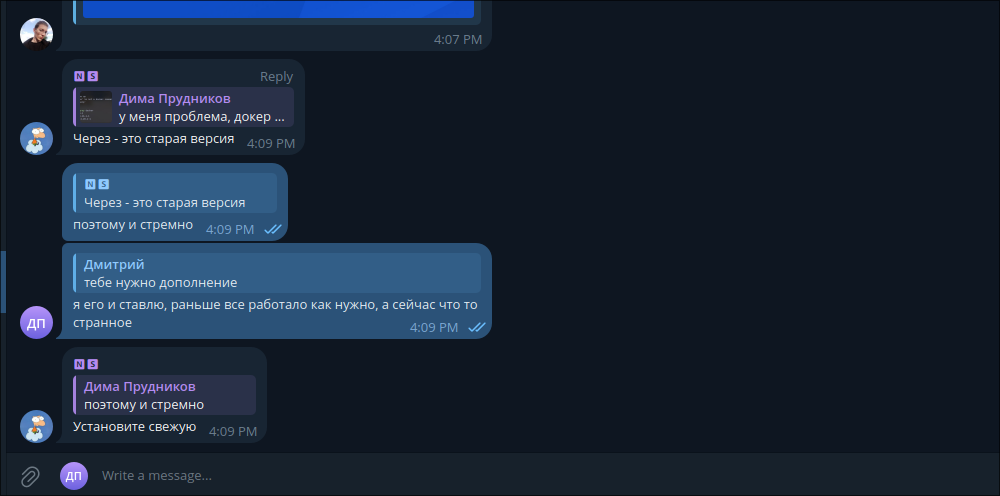 4:07 PM
N S
Reply
Дима Прудников
у меня проблема, докер ...
Через - это старая версия
4:09 PM
N S
Через - это старая версия
поэтому и стремно
4:09 PM
Дмитрий
тебе нужно дополнение
я его и ставлю, раньше все работало как нужно, а сейчас что то
странное
4:09 PM
ДП
N S
Дима Прудников
поэтому и стремно
Установите свежую
4:09 PM
ДП
Write a message...